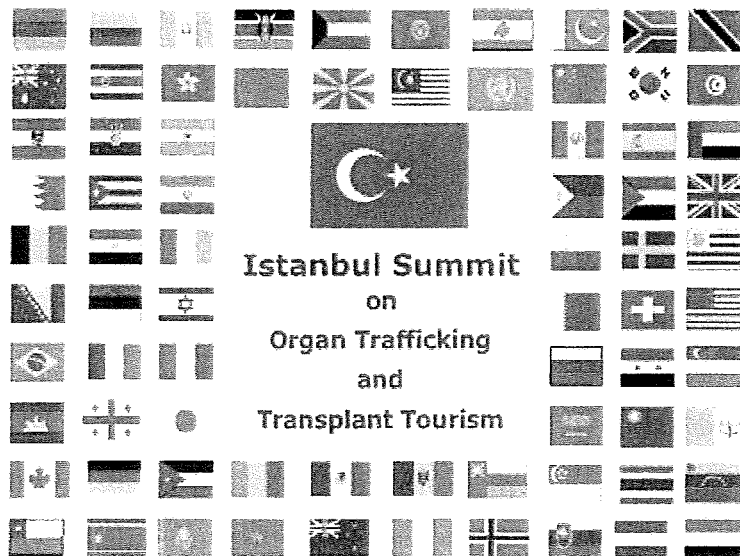 Istanbul Summit
on
Organ Trafficking
and
Transplant Tourism